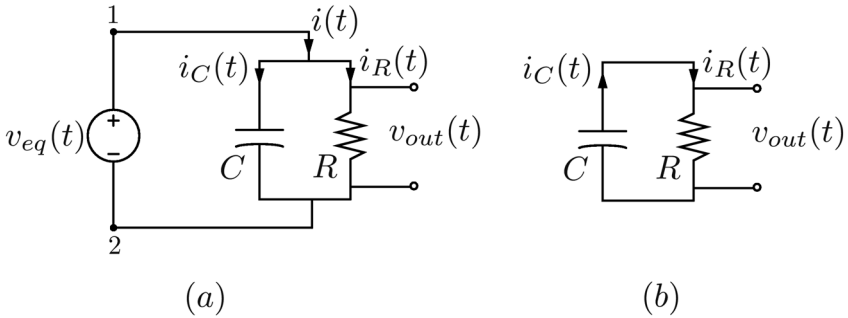 1
i(t)
i_C(t)
i_R(t)
v_eq(t)
+
−
C
R
v_out(t)
2
(a)
i_C(t)
i_R(t)
C
R
v_out(t)
(b)